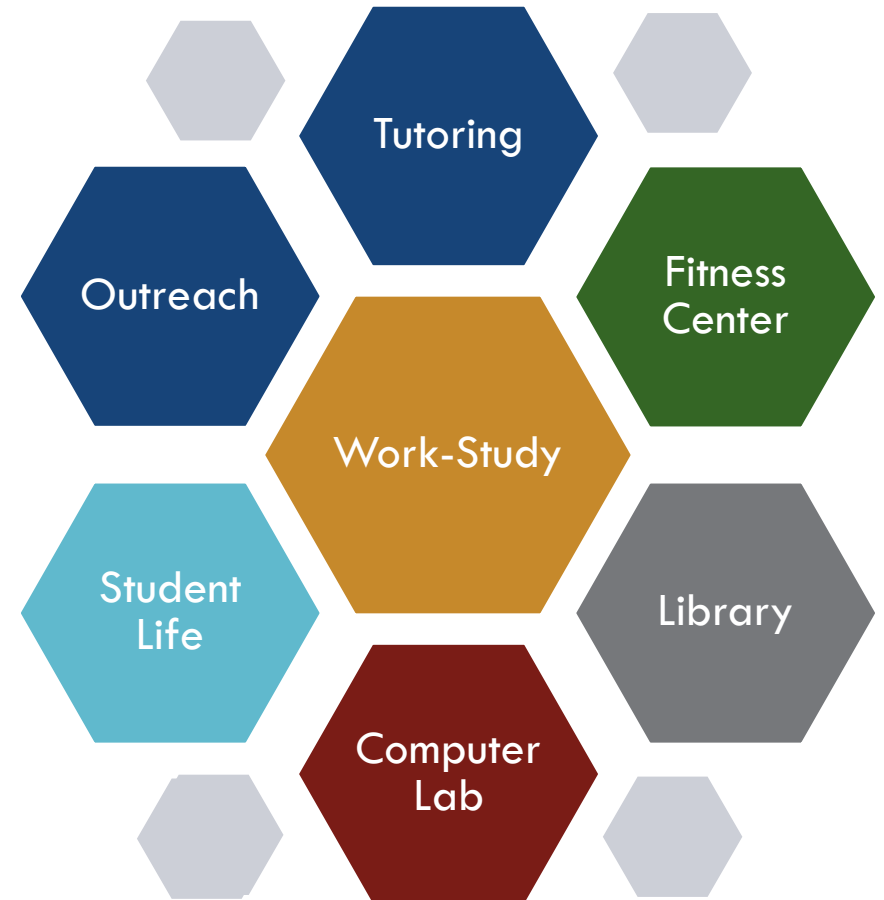 Tutoring
Outreach
Fitness
Center
Work-Study
Student
Life
Library
Computer
Lab